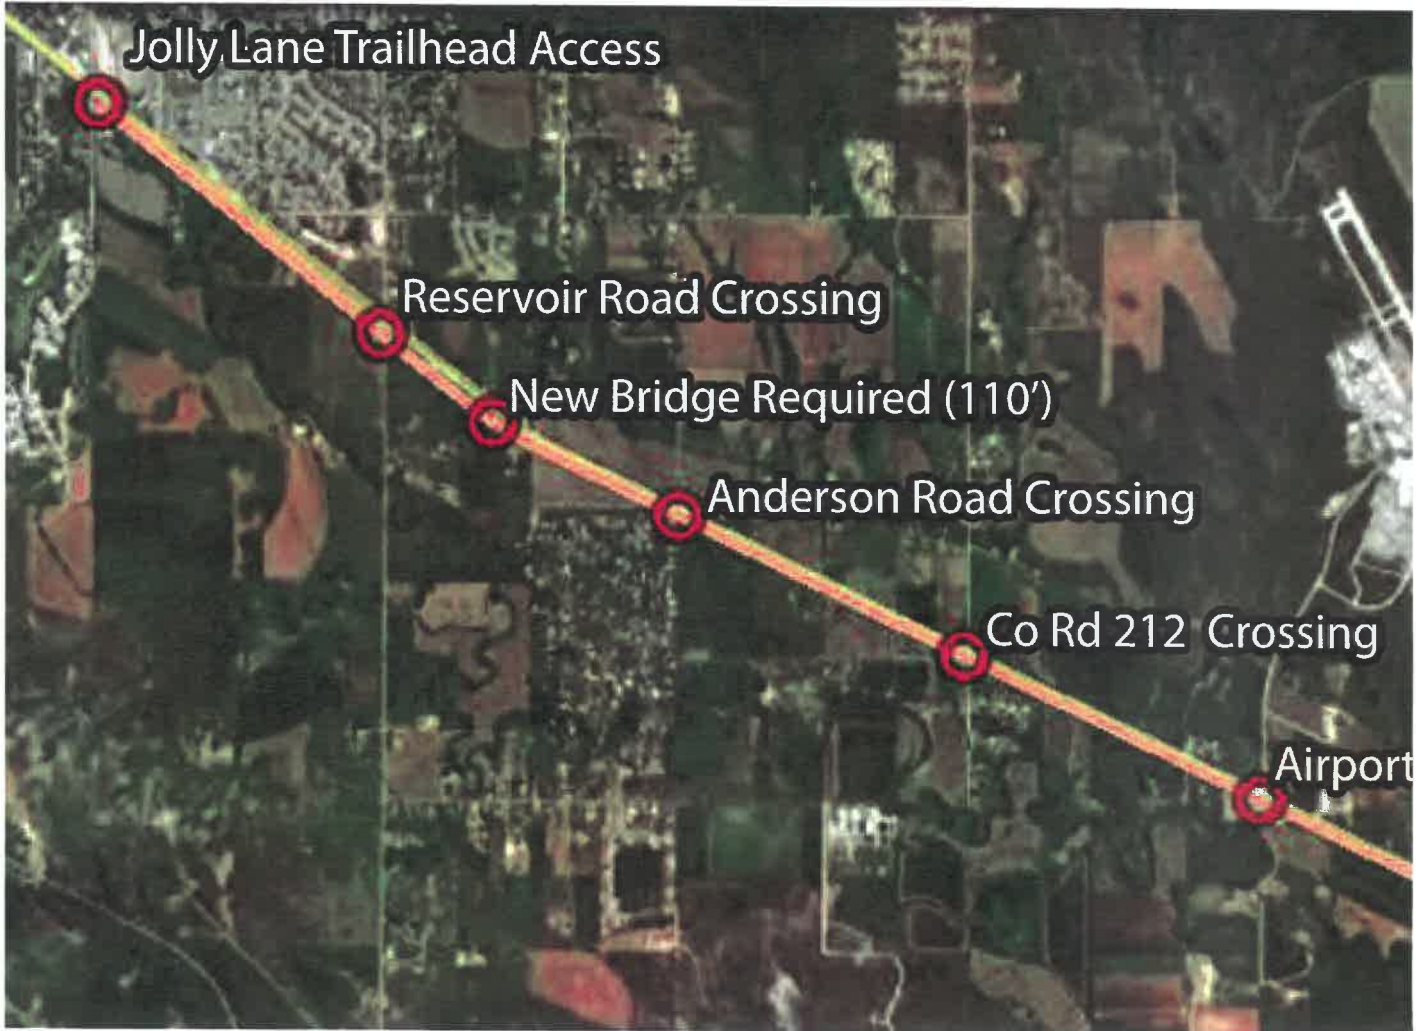 Jolly Lane Trailhead Access
Reservoir Road Crossing
New Bridge Required (110')
Anderson Road Crossing
Co Rd 212 Crossing
Airport